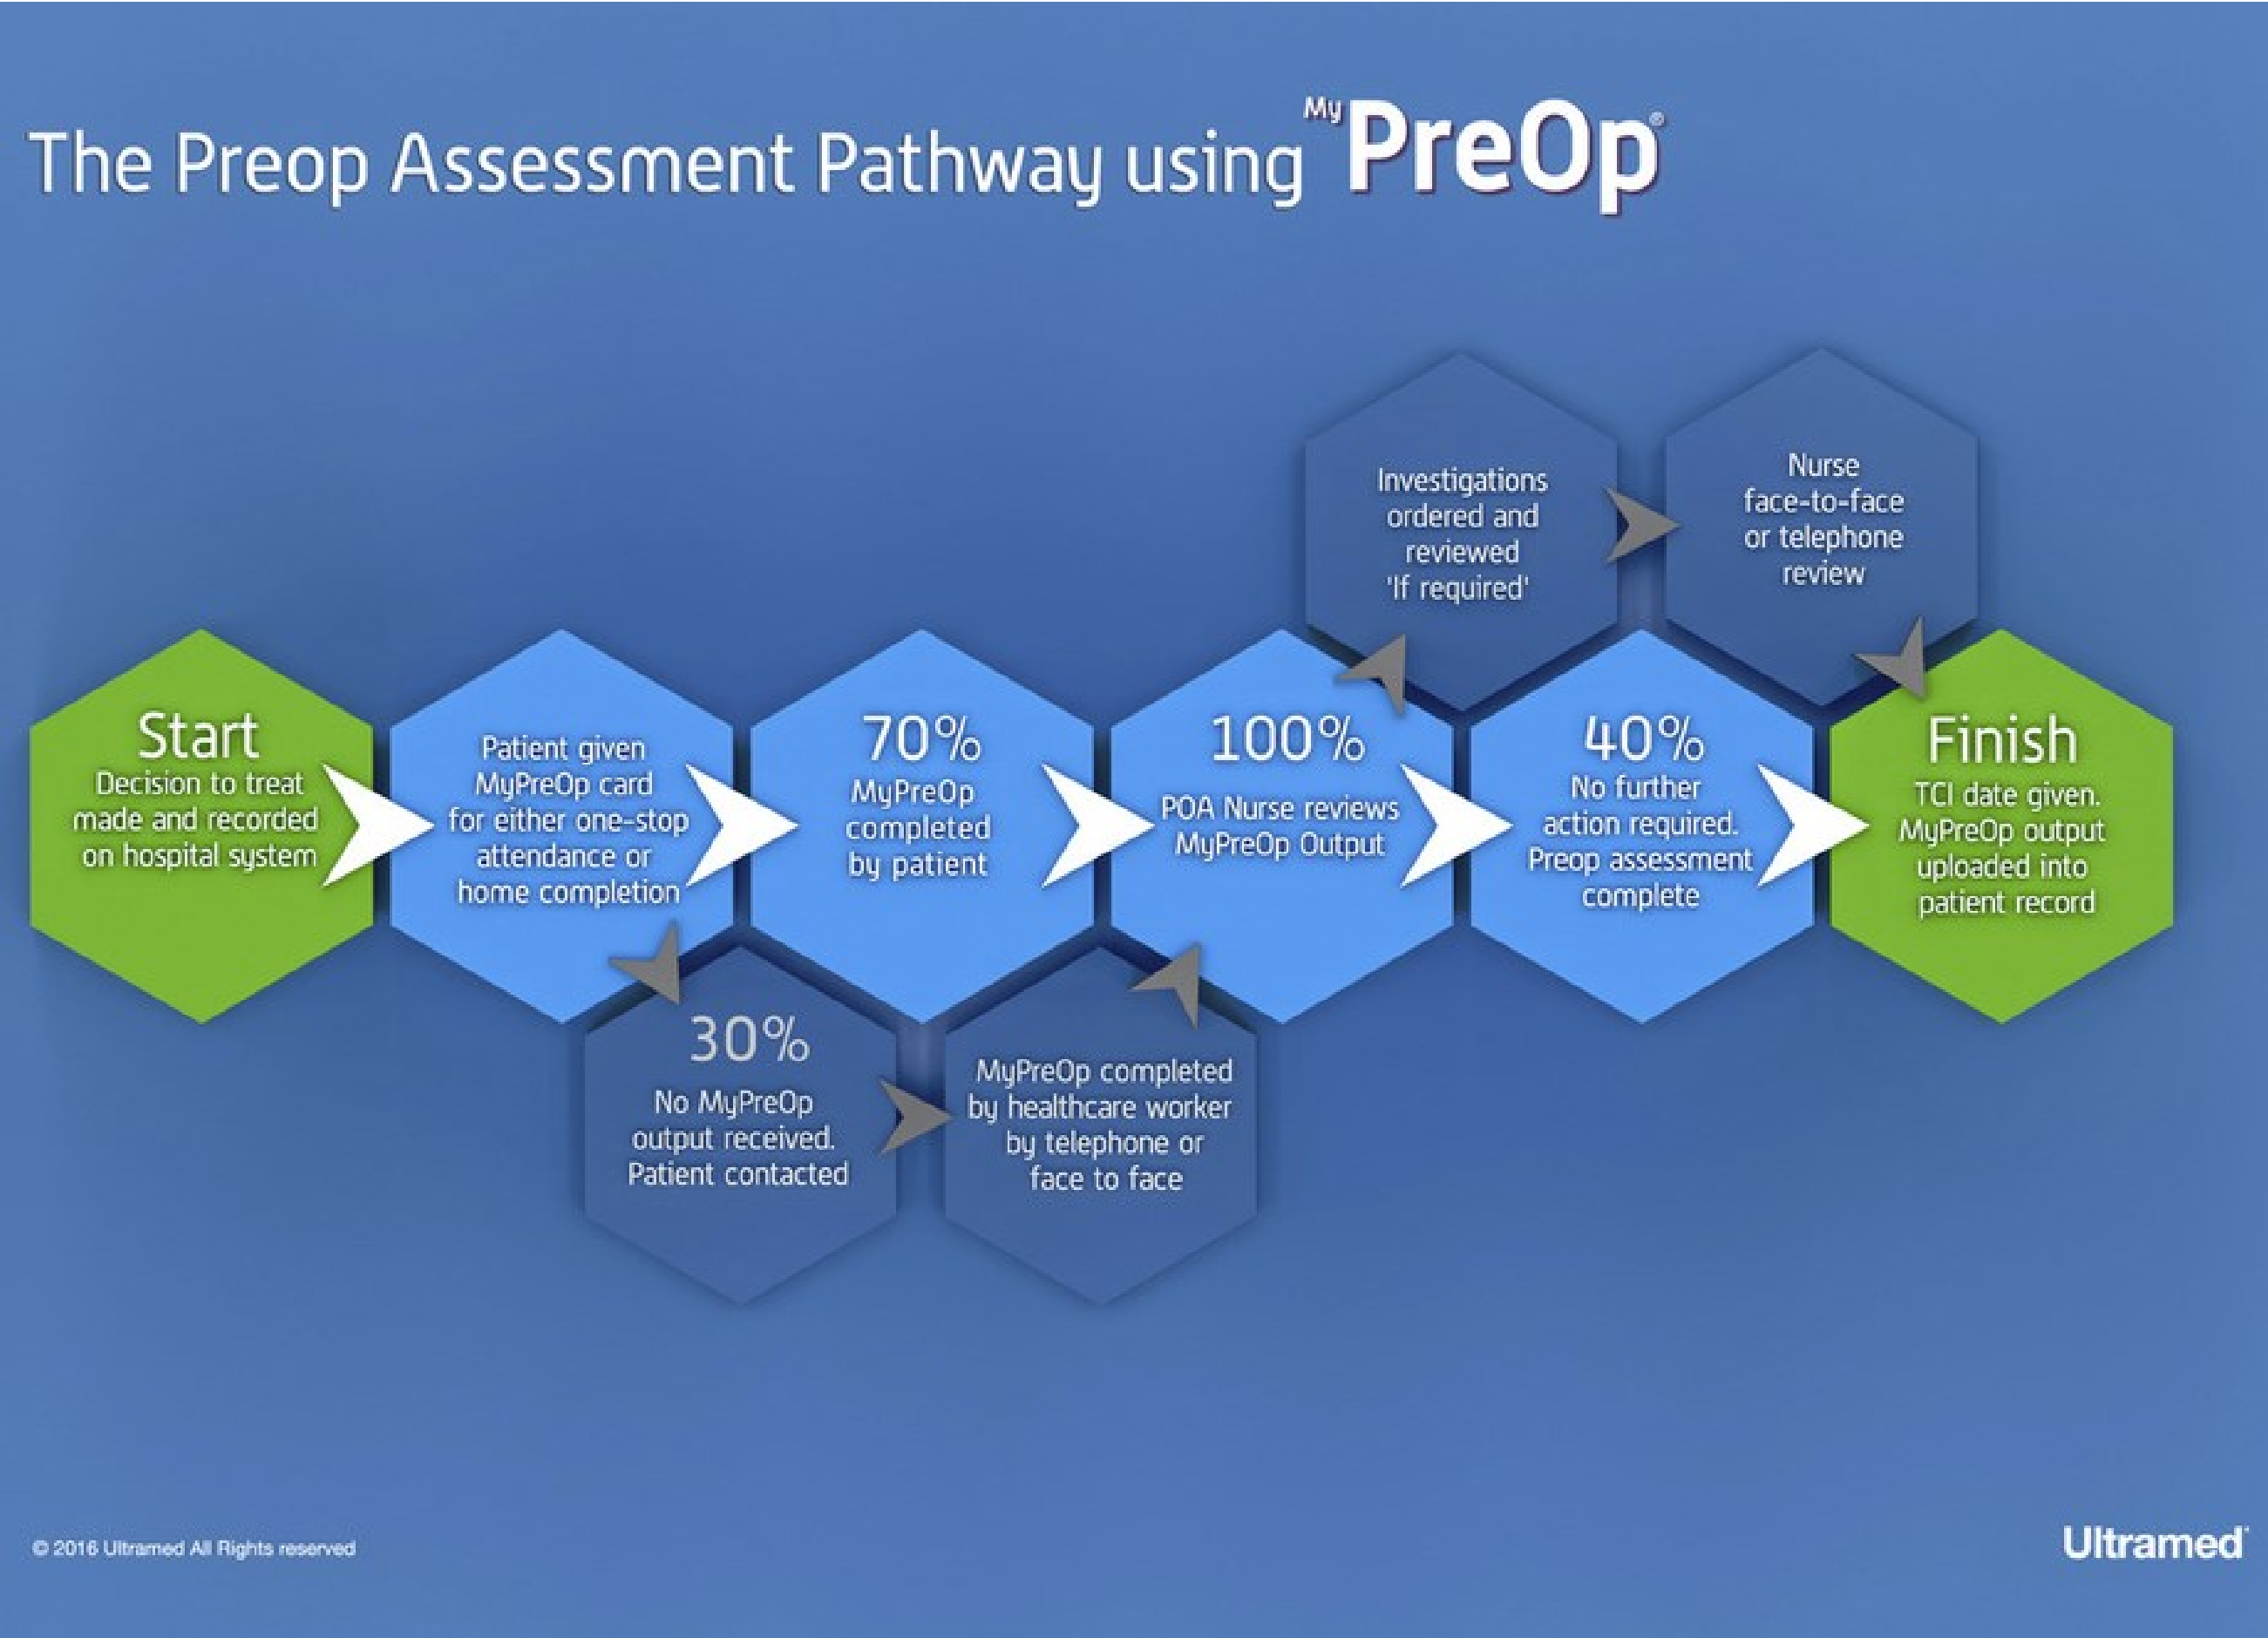 The Preop Assessment Pathway using My PreOp®
Investigations
ordered and
reviewed
'If required'
Nurse
face-to-face
or telephone
review
Start
Decision to treat
made and recorded
on hospital system
Patient given
MyPreOp card
for either one-stop
attendance or
home completion
70%
MyPreOp
completed
by patient
100%
POA Nurse reviews
MyPreOp Output
40%
No further
action required.
Preop assessment
complete
Finish
TCI date given.
MyPreOp output
uploaded into
patient record
30%
No MyPreOp
output received.
Patient contacted
MyPreOp completed
by healthcare worker
by telephone or
face to face
© 2016 Ultramed All Rights reserved
Ultramed